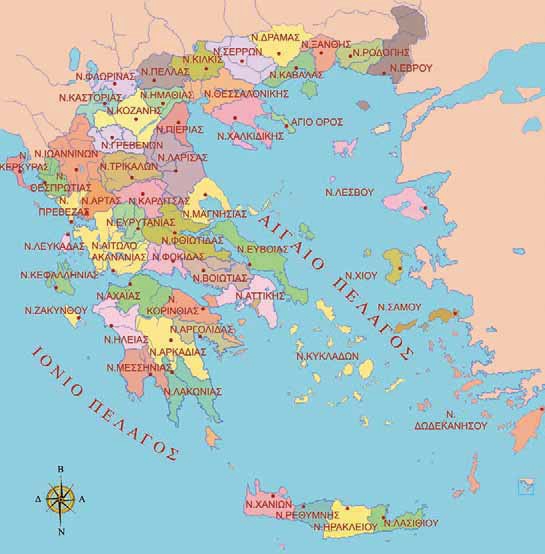 Ν.ΔΡΑΜΑΣ
Ν.ΞΑΝΘΗΣ
Ν.ΣΕΡΡΩΝ
Ν.ΡΟΔΟΠΗΣ
Ν.ΚΙΛΚΙΣ
Ν.ΕΒΡΟΥ
Ν.ΠΕΛΛΑΣ
Ν.ΚΑΒΑΛΑΣ
Ν.ΦΛΩΡΙΝΑΣ
Ν.ΘΕΣΣΑΛΟΝΙΚΗΣ
Ν.ΗΜΑΘΙΑΣ
Ν.ΚΑΣΤΟΡΙΑΣ
Ν.ΚΟΖΑΝΗΣ
ΑΓΙΟ ΟΡΟΣ
Ν.ΠΙΕΡΙΑΣ
Ν.ΧΑΛΚΙΔΙΚΗΣ
Ν.ΓΡΕΒΕΝΩΝ
Ν.ΙΩΑΝΝΙΝΩΝ
Ν.ΛΑΡΙΣΑΣ
ΚΕΡΚΥΡΑΣ
Ν.ΤΡΙΚΑΛΩΝ
Ν.
ΘΕΣΠΡΩΤΙΑΣ
Ν.ΛΕΣΒΟΥ
Ν.ΑΡΤΑΣ
Ν.ΚΑΡΔΙΤΣΑΣ
ΠΡΕΒΕΖΑΣ
Ν.ΜΑΓΝΗΣΙΑΣ
Ν.ΕΥΡΥΤΑΝΙΑΣ
Ν.ΛΕΥΚΑΔΑΣ
Ν.ΑΙΤΩΛΟ
ΑΚΑΝΑΝΙΑΣ
Ν.ΦΘΙΩΤΙΔΑΣ
Ν.ΕΥΒΟΙΑΣ
Ν.ΦΩΚΙΔΑΣ
Ν.ΚΕΦΑΛΛΗΝΙΑΣ
Ν.ΒΟΙΩΤΙΑΣ
Ν.ΧΙΟΥ
Ν.ΑΧΑΙΑΣ
Ν.ΑΤΤΙΚΗΣ
ΑΙΓΑΙΟ ΠΕΛΑΓΟΣ
Ν.ΖΑΚΥΝΘΟΥ
Ν
ΚΟΡΙΝΘΙΑΣ
Ν.ΣΑΜΟΥ
Ν.ΗΛΕΙΑΣ
Ν.ΑΡΓΟΛΙΔΑΣ
Ν.ΑΡΚΑΔΙΑΣ
Ν.ΚΥΚΛΑΔΩΝ
Ν.ΜΕΣΣΗΝΙΑΣ
Ν.ΛΑΚΩΝΙΑΣ
ΙΟΝΙΟ ΠΕΛΑΓΟΣ
Ν.
ΔΩΔΕΚΑΝΗΣΟΥ
Β
Δ Α
Ν
Ν.ΧΑΝΙΩΝ
Ν.ΡΕΘΥΜΝΗΣ
Ν.ΗΡΑΚΛΕΙΟΥ
Ν.ΛΑΣΙΘΙΟΥ